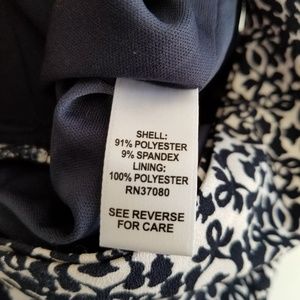 SHELL:
91% POLYESTER
9% SPANDEX
LINING:
100% POLYESTER
RN37080
SEE REVERSE
FOR CARE